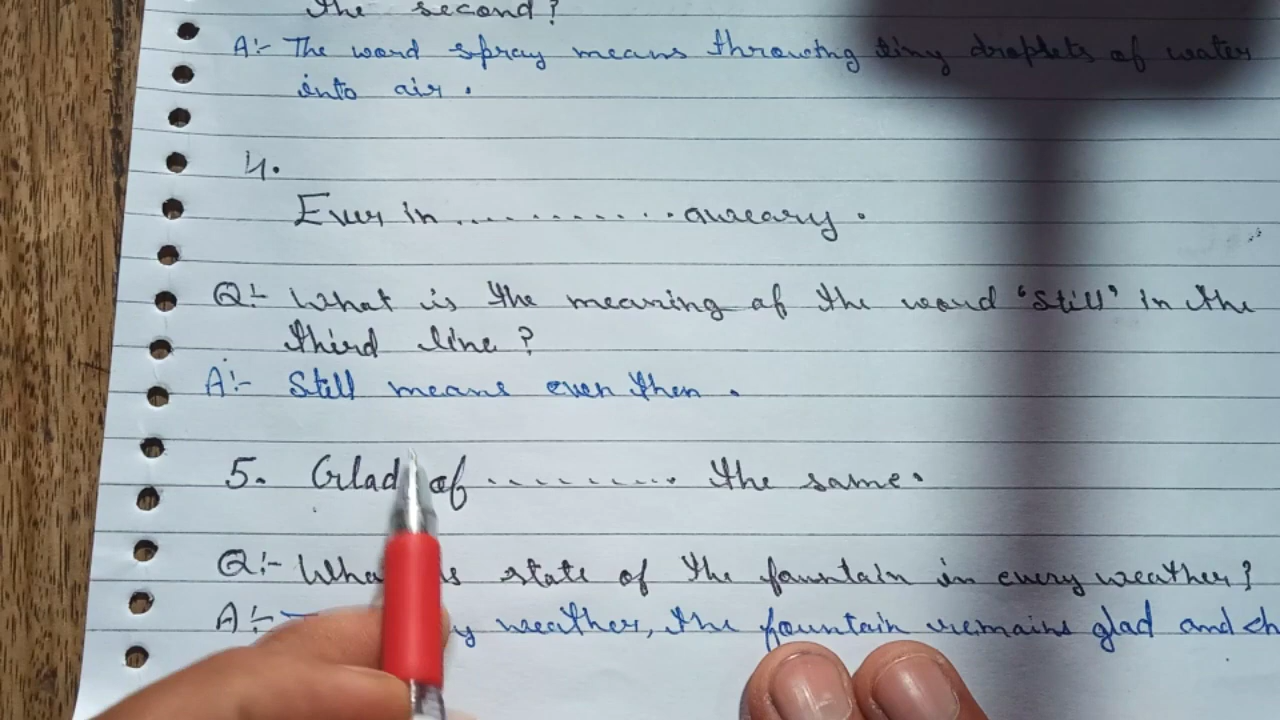 the second?
A:- The word spray means throwing tiny droplets of water
into air.
4.
Ever in ............ aweary.
Q:- What is the meaning of the word 'still' in the
third line?
A:- Still means even then.
5. Glad of ......... the same.
Q:- state of the fountain in every weather?
A:- weather, the fountain remains glad and